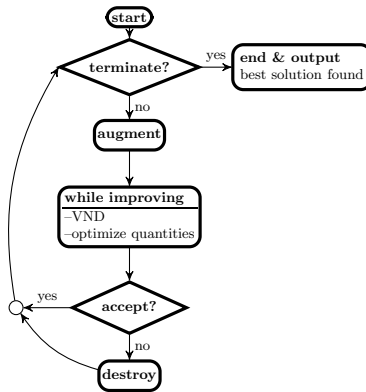 start
terminate?
yes
end & output
best solution found
no
augment
while improving
–VND
–optimize quantities
yes
accept?
no
destroy